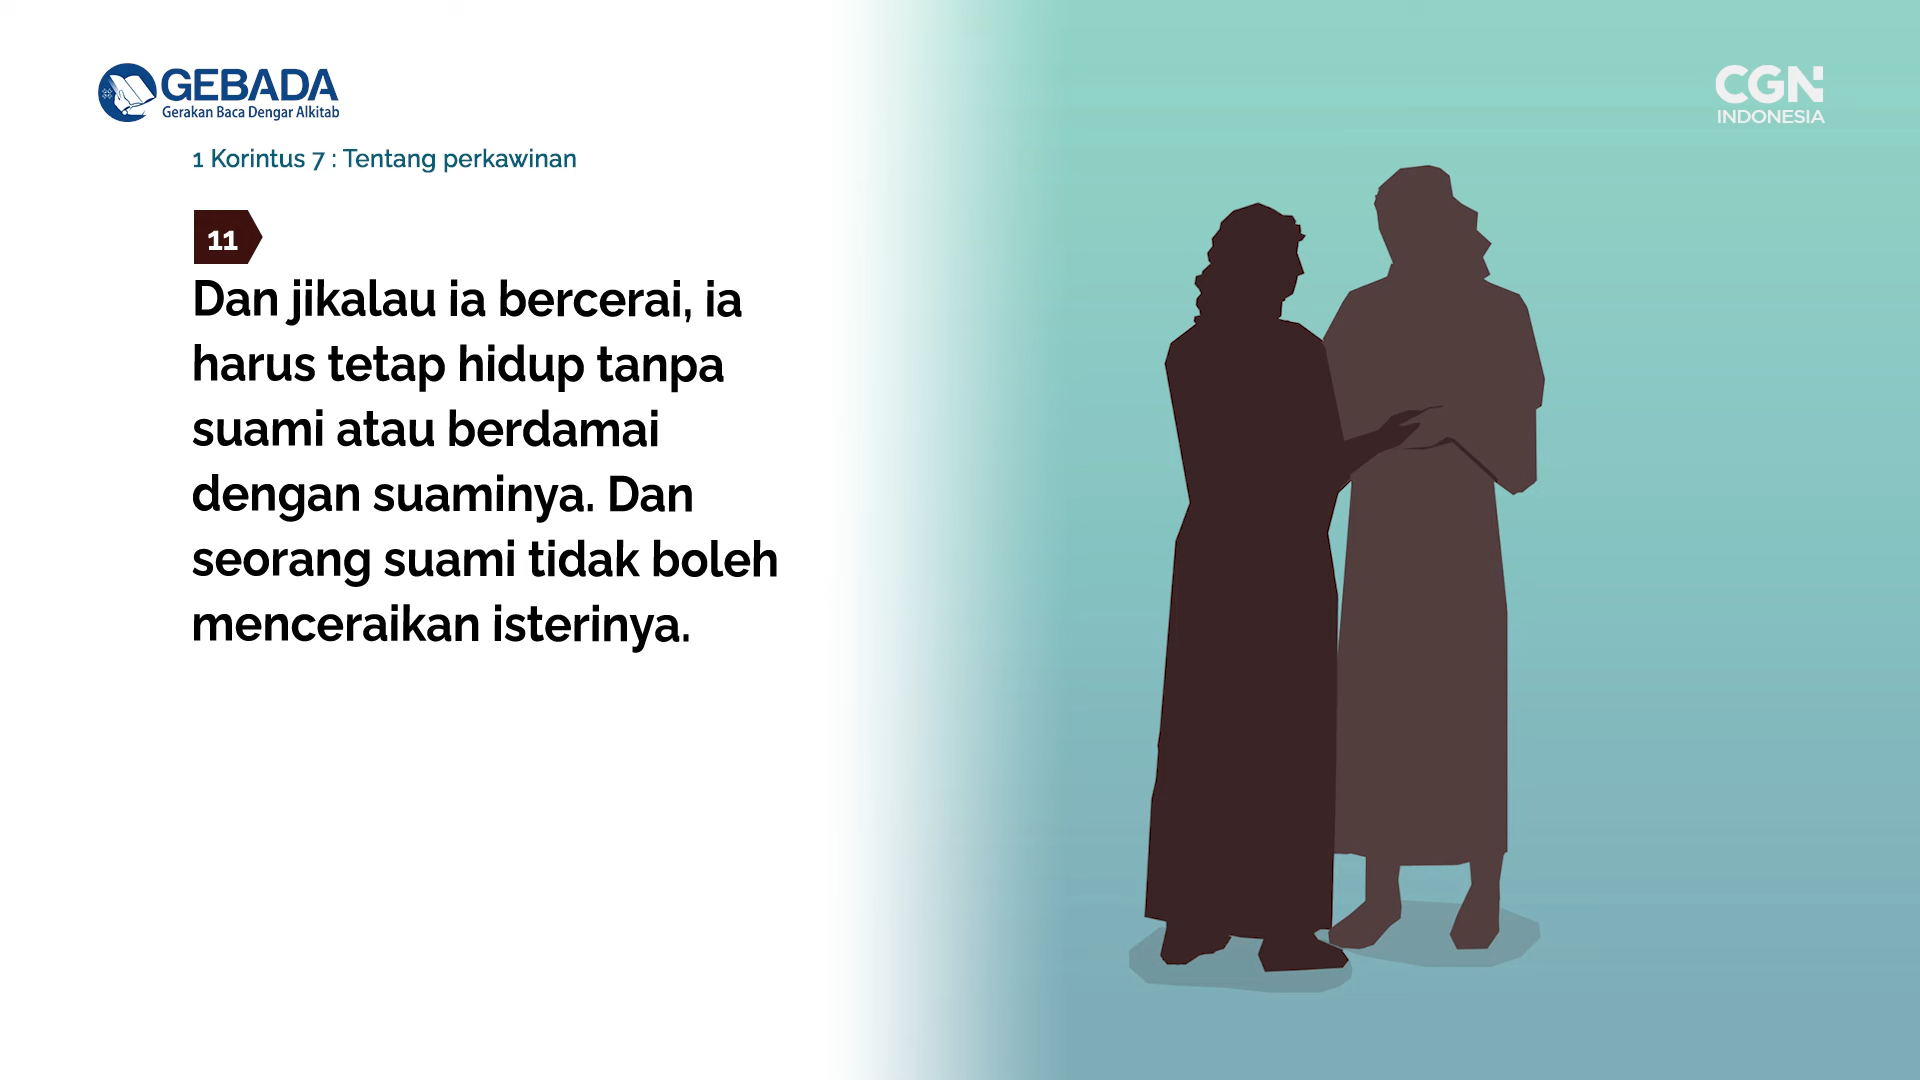 GEBADA
Gerakan Baca Dengar Alkitab
CGN
INDONESIA
1 Korintus 7 : Tentang perkawinan
11
Dan jikalau ia bercerai, ia
harus tetap hidup tanpa
suami atau berdamai
dengan suaminya. Dan
seorang suami tidak boleh
menceraikan isterinya.